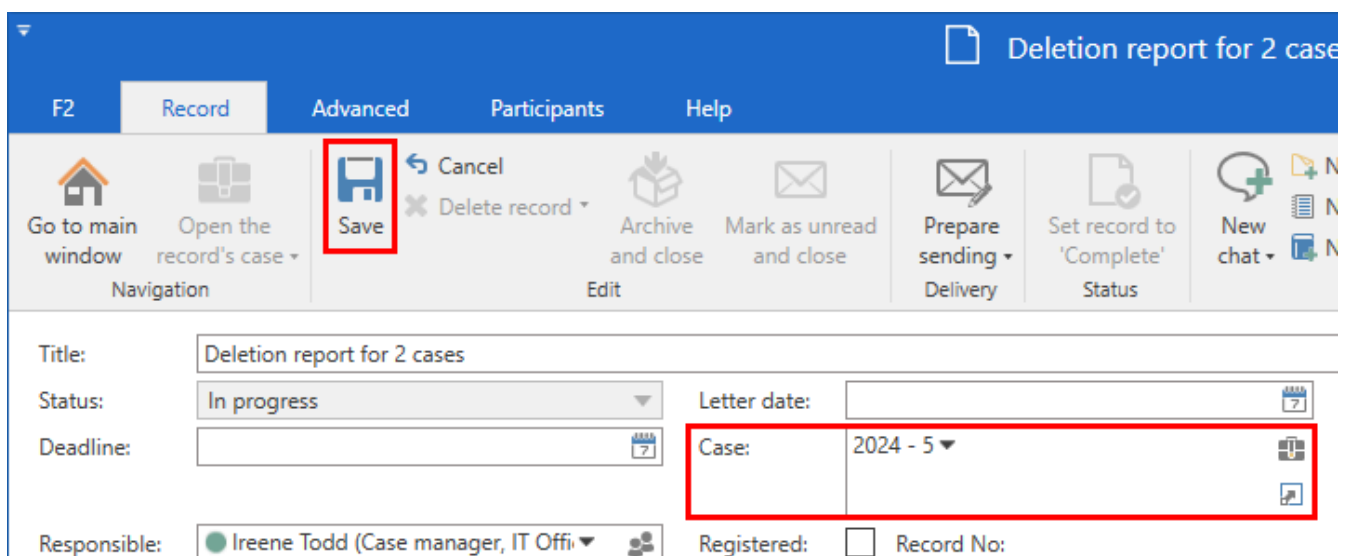 Deletion report for 2 case
F2 Record Advanced Participants Help
Go to main window
Open the record's case
Navigation
Save
Cancel
Delete record
Archive and close
Mark as unread and close
Edit
Prepare sending
Delivery
Set record to 'Complete'
Status
New chat
N
N
N
Title: Deletion report for 2 cases
Status: In progress
Letter date: 7
Deadline: 7
Case: 2024 - 5
Responsible: Ireene Todd (Case manager, IT Offi
Registered: Record No: